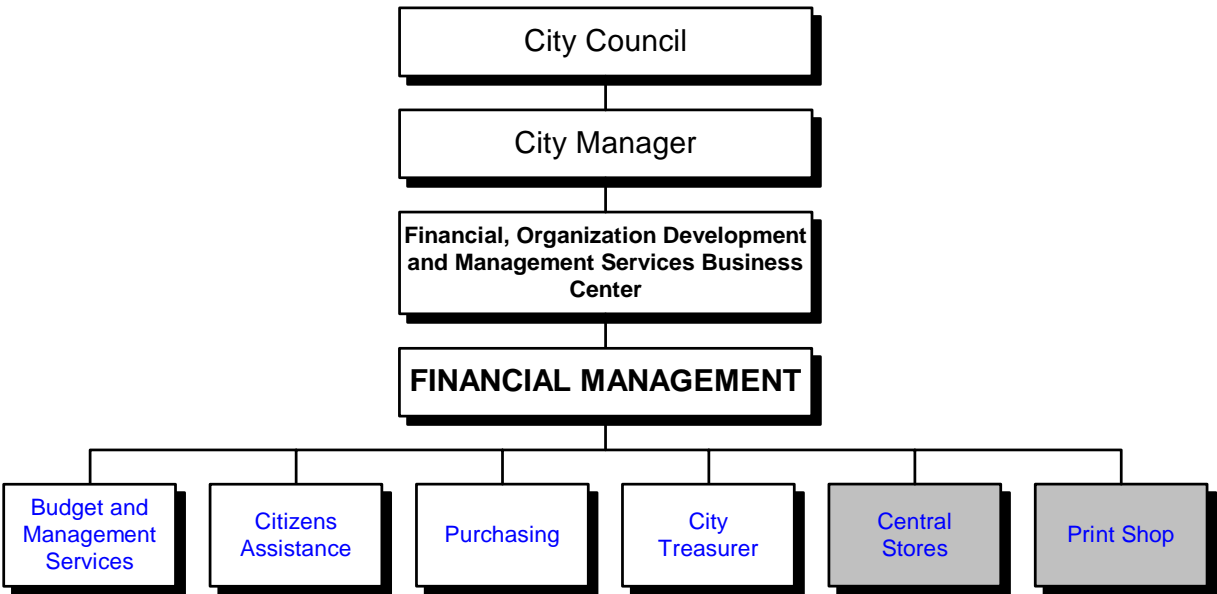 City Council
City Manager
Financial, Organization Development
and Management Services Business
Center
FINANCIAL MANAGEMENT
Budget and
Management
Services
Citizens
Assistance
Purchasing
City
Treasurer
Central
Stores
Print Shop